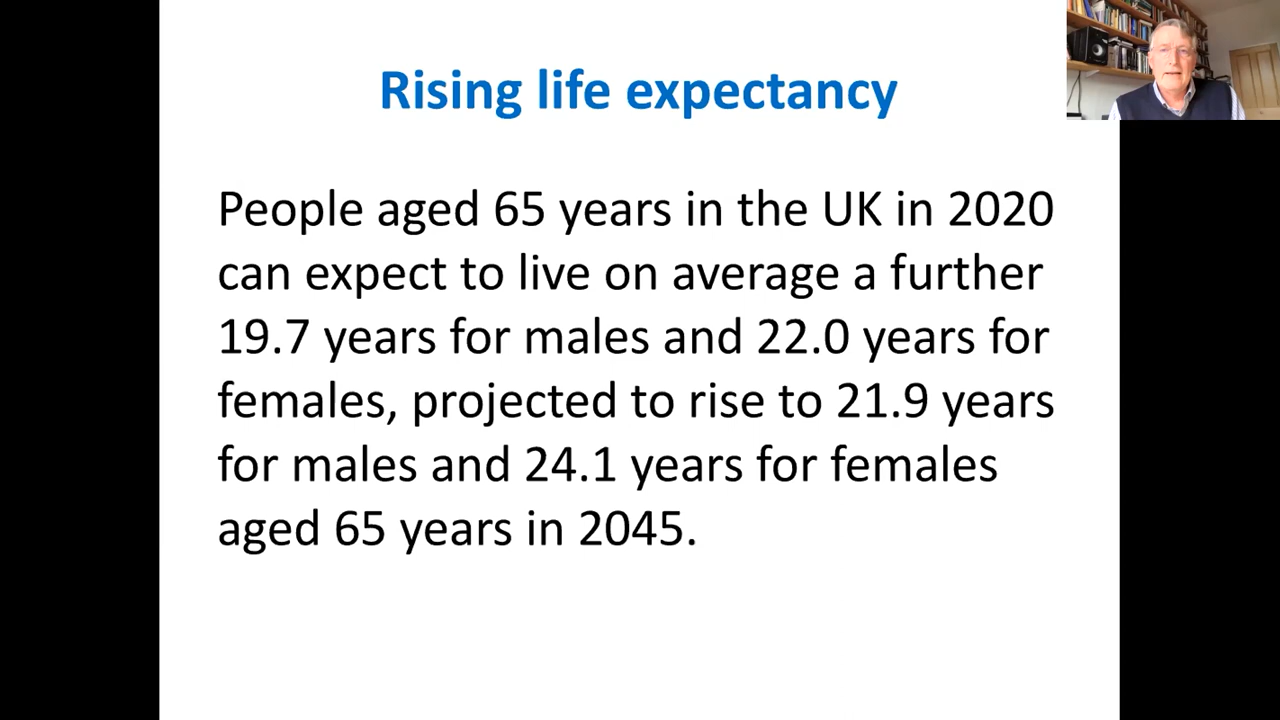 Rising life expectancy
People aged 65 years in the UK in 2020
can expect to live on average a further
19.7 years for males and 22.0 years for
females, projected to rise to 21.9 years
for males and 24.1 years for females
aged 65 years in 2045.